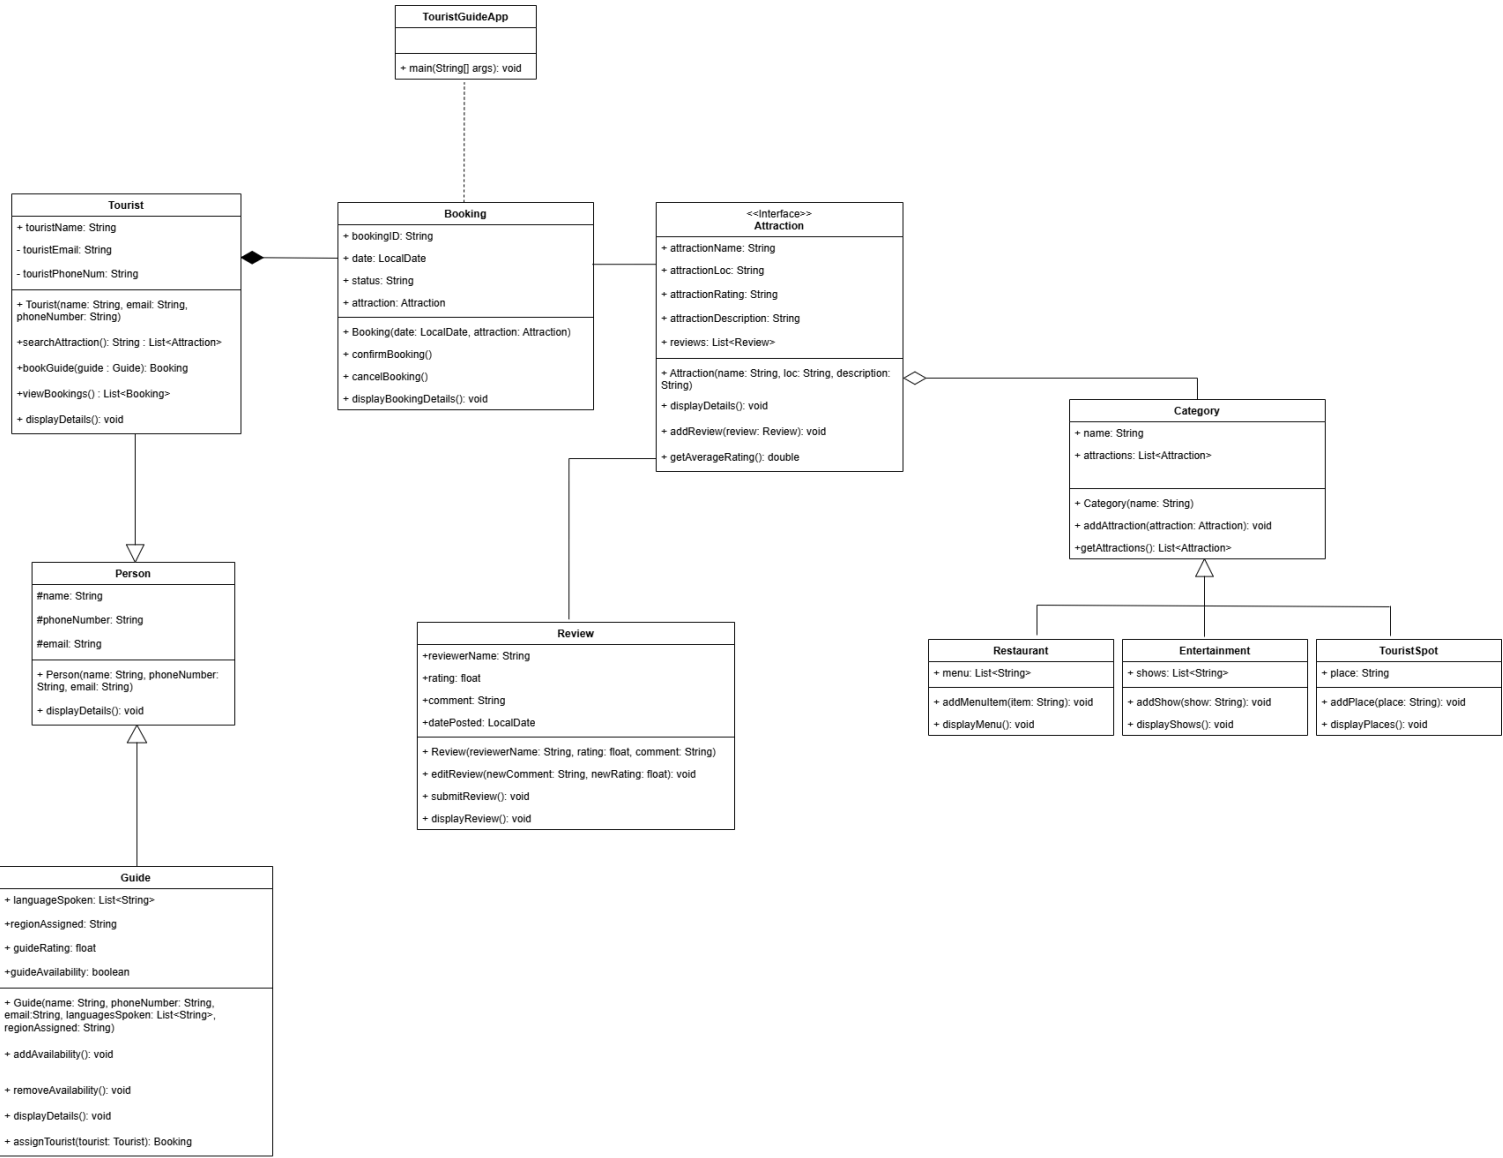 TouristGuideApp
+ main(String[] args): void
Tourist
+ touristName: String
- touristEmail: String
- touristPhoneNum: String
+ Tourist(name: String, email: String,
phoneNumber: String)
+searchAttraction(): String : List<Attraction>
+bookGuide(guide : Guide): Booking
+viewBookings() : List<Booking>
+ displayDetails(): void
Booking
+ bookingID: String
+ date: LocalDate
+ status: String
+ attraction: Attraction
+ Booking(date: LocalDate, attraction: Attraction)
+ confirmBooking()
+ cancelBooking()
+ displayBookingDetails(): void
<<Interface>>
Attraction
+ attractionName: String
+ attractionLoc: String
+ attractionRating: String
+ attractionDescription: String
+ reviews: List<Review>
+ Attraction(name: String, loc: String, description:
String)
+ displayDetails(): void
+ addReview(review: Review): void
+ getAverageRating(): double
Category
+ name: String
+ attractions: List<Attraction>
+ Category(name: String)
+ addAttraction(attraction: Attraction): void
+getAttractions(): List<Attraction>
Person
#name: String
#phoneNumber: String
#email: String
+ Person(name: String, phoneNumber:
String, email: String)
+ displayDetails(): void
Review
+reviewerName: String
+rating: float
+comment: String
+datePosted: LocalDate
+ Review(reviewerName: String, rating: float, comment: String)
+ editReview(newComment: String, newRating: float): void
+ submitReview(): void
+ displayReview(): void
Restaurant
+ menu: List<String>
+ addMenuItem(item: String): void
+ displayMenu(): void
Entertainment
+ shows: List<String>
+ addShow(show: String): void
+ displayShows(): void
TouristSpot
+ place: String
+ addPlace(place: String): void
+ displayPlaces(): void
Guide
+ languageSpoken: List<String>
+regionAssigned: String
+ guideRating: float
+guideAvailability: boolean
+ Guide(name: String, phoneNumber: String,
email:String, languagesSpoken: List<String>,
regionAssigned: String)
+ addAvailability(): void
+ removeAvailability(): void
+ displayDetails(): void
+ assignTourist(tourist: Tourist): Booking